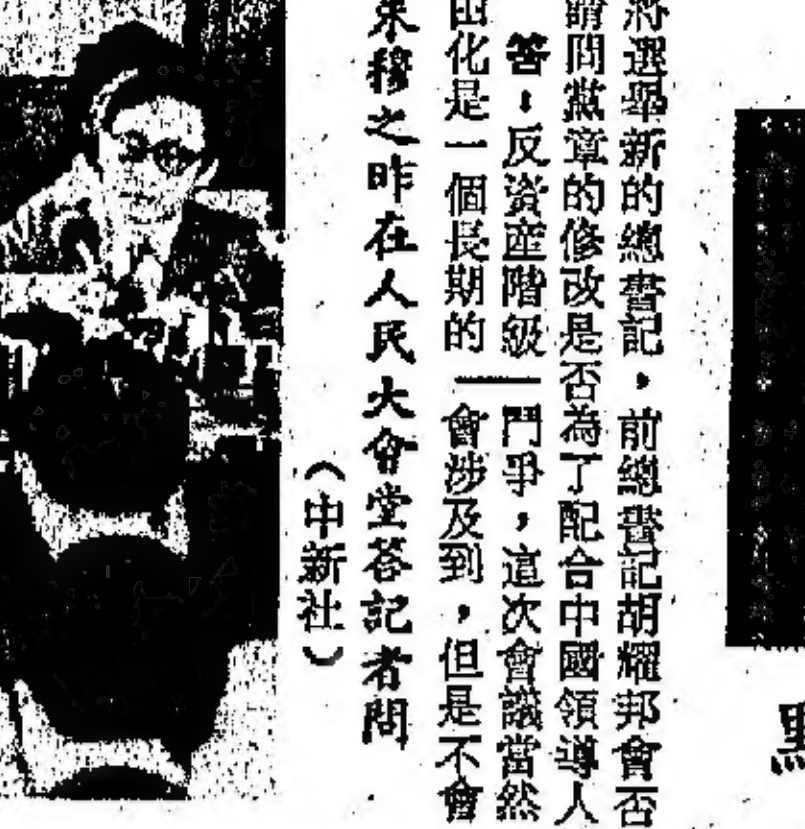 將選舉新的總書記，前總書記胡耀邦會否
請問黨章的修改是否為了配合中國領導人
答：反資產階級——鬥爭，這次會議當然
由化是一個長期的——會涉及到，但是不會
朱穆之昨在人民大會堂答記者問
（中新社）